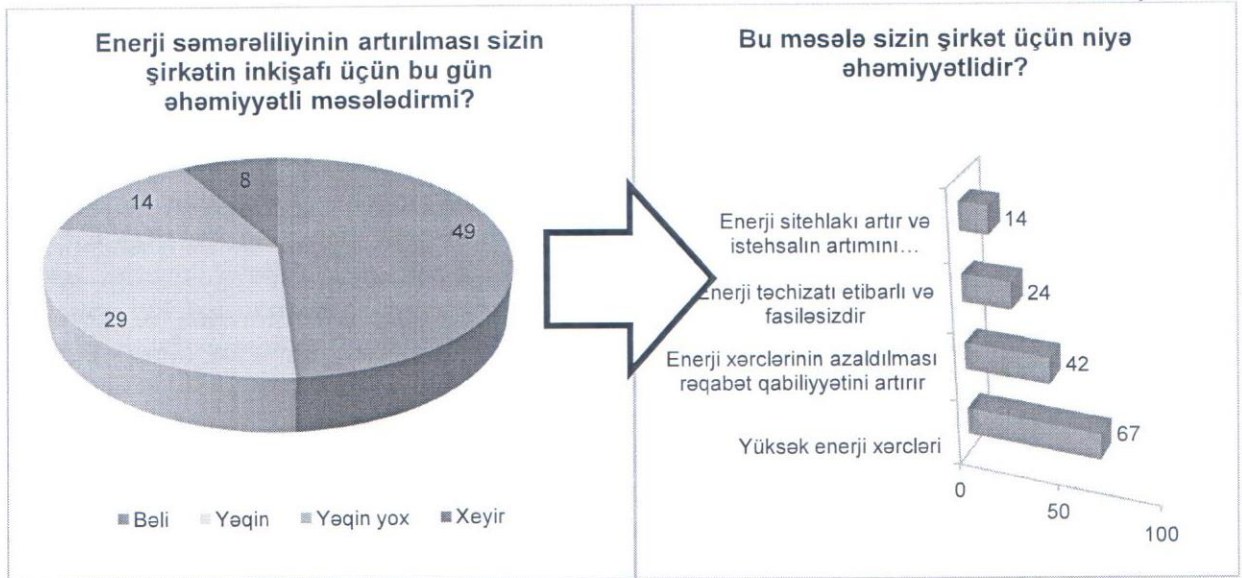 Enerji səmərəliliyinin artırılması sizin
şirkətin inkişafı üçün bu gün
əhəmiyyətli məsələdirmi?
8
14
49
29
Bəli Yəqin Yəqin yox Xeyir
Bu məsələ sizin şirkət üçün niyə
əhəmiyyətlidir?
Enerji sitehlakı artır və
istehsalın artımını…
14
Enerji təchizatı etibarlı və
fasiləsizdir
24
Enerji xərclərinin azaldılması
rəqabət qabiliyyətini artırır
42
Yüksək enerji xərcləri
67
0
50
100